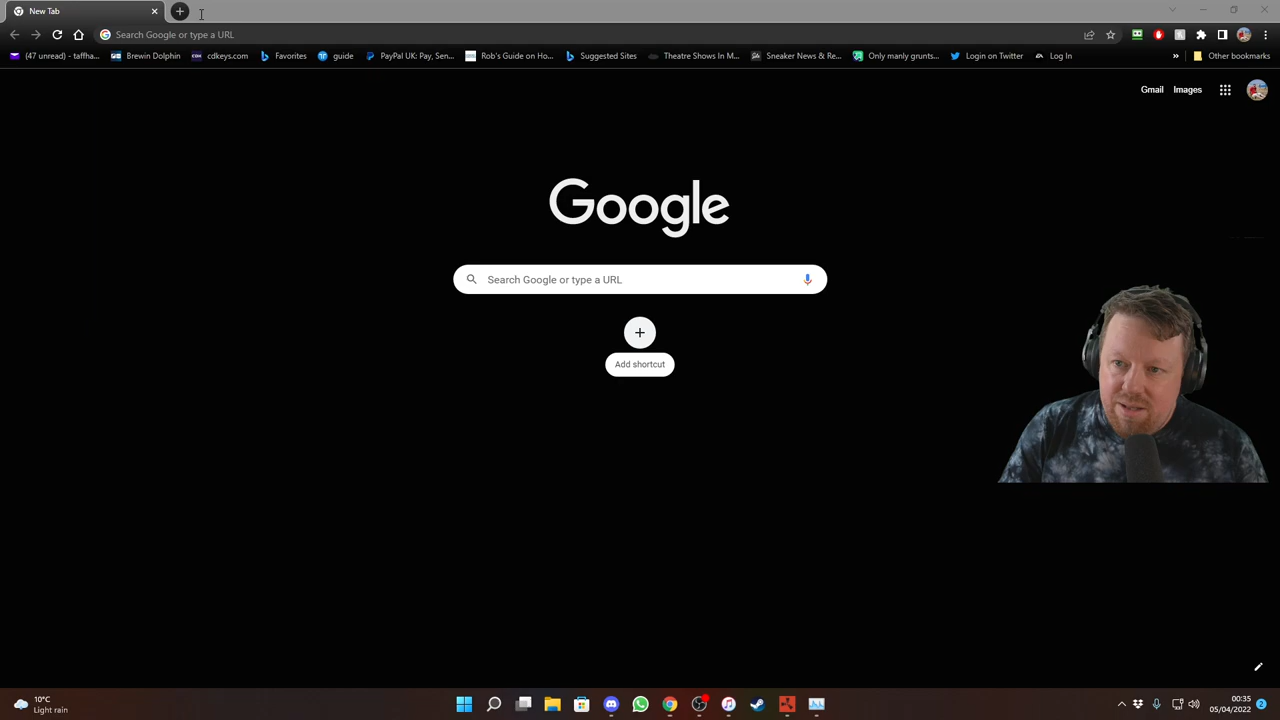 New Tab
Search Google or type a URL
(47 unread) - taffha...
Brewin Dolphin
cdkeys.com
Favorites
guide
PayPal UK: Pay, Sen...
Rob's Guide on Ho...
Suggested Sites
Theatre Shows In M...
Sneaker News & Re...
Only manly grunts...
Login on Twitter
Log In
»
Other bookmarks
Gmail
Images
Google
Search Google or type a URL
Add shortcut
10°C
Light rain
00:35
05/04/2022
2